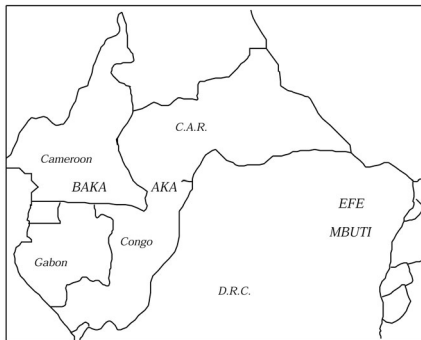 C.A.R.
Cameroon
BAKA AKA
EFE
MBUTI
Congo
Gabon
D.R.C.